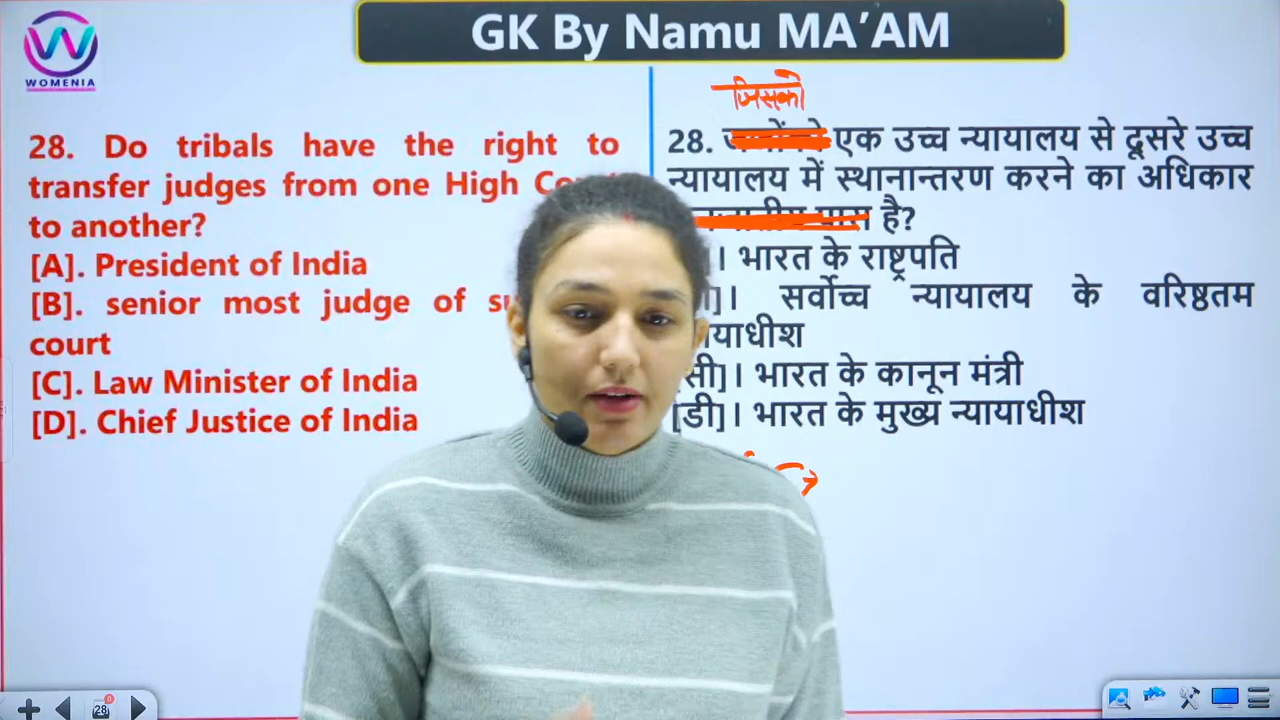 WOMENIA
GK By Namu MA’AM
28. Do tribals have the right to
transfer judges from one High
to another?
[A]. President of India
[B]. senior most judge of
court
[C]. Law Minister of India
[D]. Chief Justice of India
जिसको
28. एक उच्च न्यायालय से दूसरे उच्च
न्यायालय में स्थानान्तरण करने का अधिकार
है?
। भारत के राष्ट्रपति
। सर्वोच्च न्यायालय के वरिष्ठतम
[सी]। भारत के कानून मंत्री
[डी]। भारत के मुख्य न्यायाधीश
28